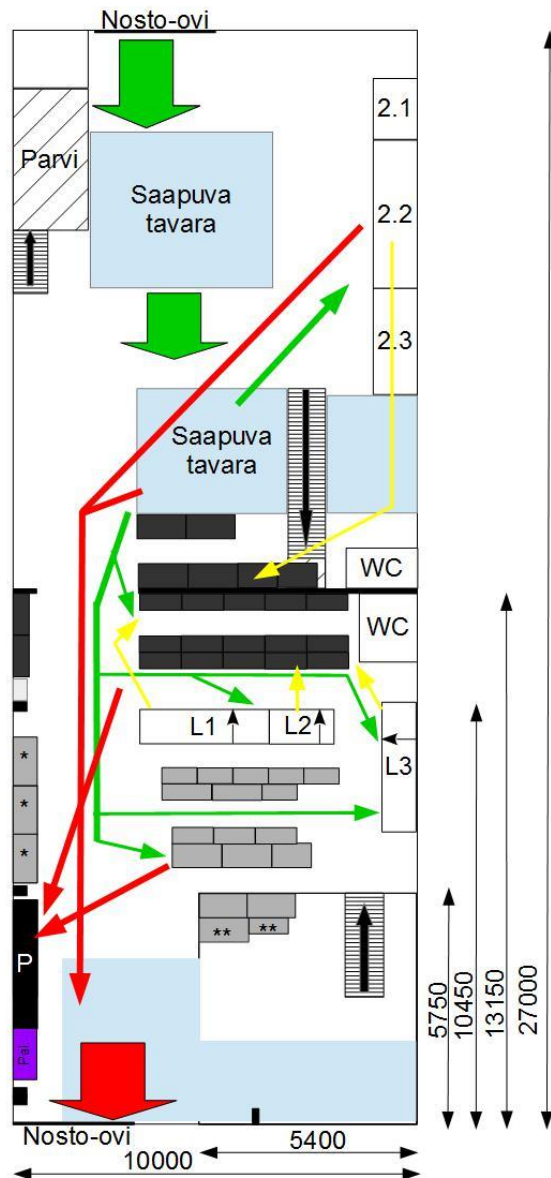 Nosto-ovi
2.1
Parvi
Saapuva
tavara
2.2
2.3
Saapuva
tavara
WC
WC
L1
L2
L3
*
*
*
**
**
P
Pai.
5750
10450
13150
27000
Nosto-ovi
5400
10000